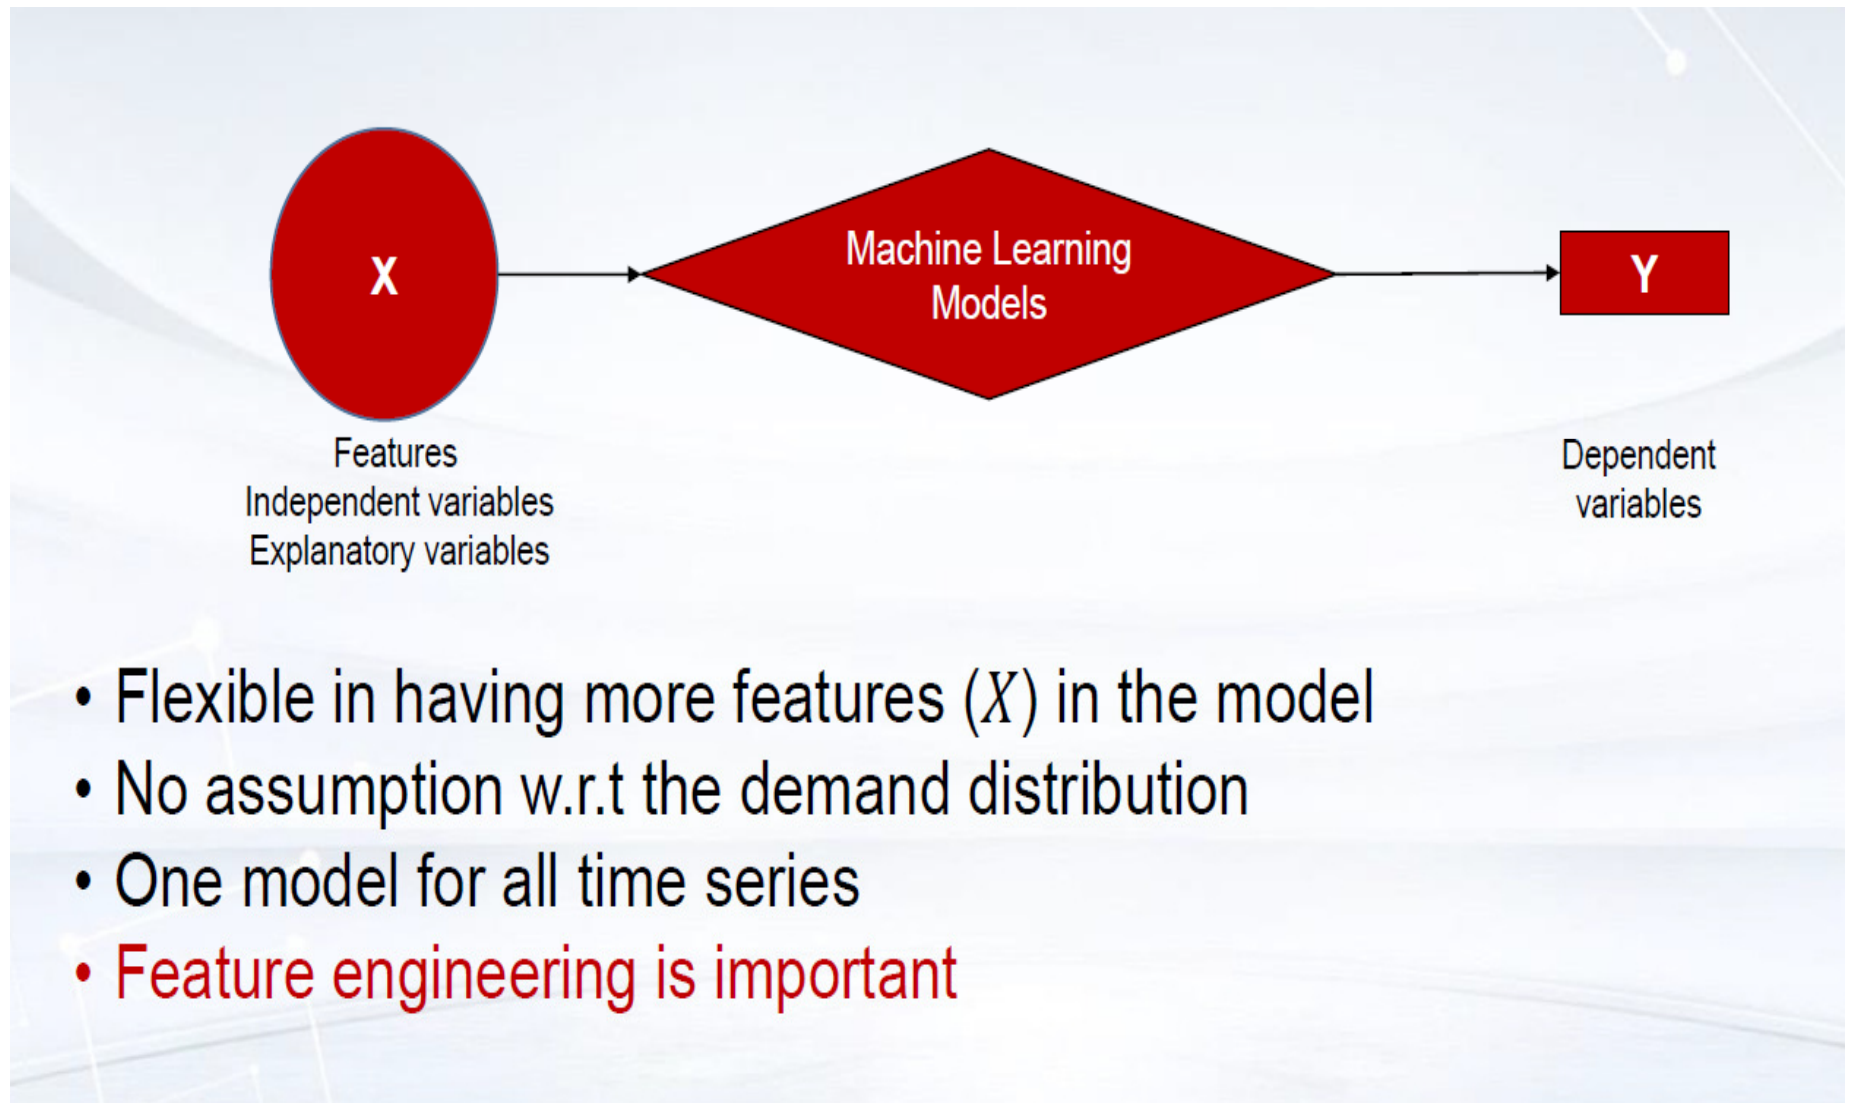 X
Machine Learning
Models
Y
Features
Independent variables
Explanatory variables
Dependent
variables
• Flexible in having more features (X) in the model
• No assumption w.r.t the demand distribution
• One model for all time series
• Feature engineering is important